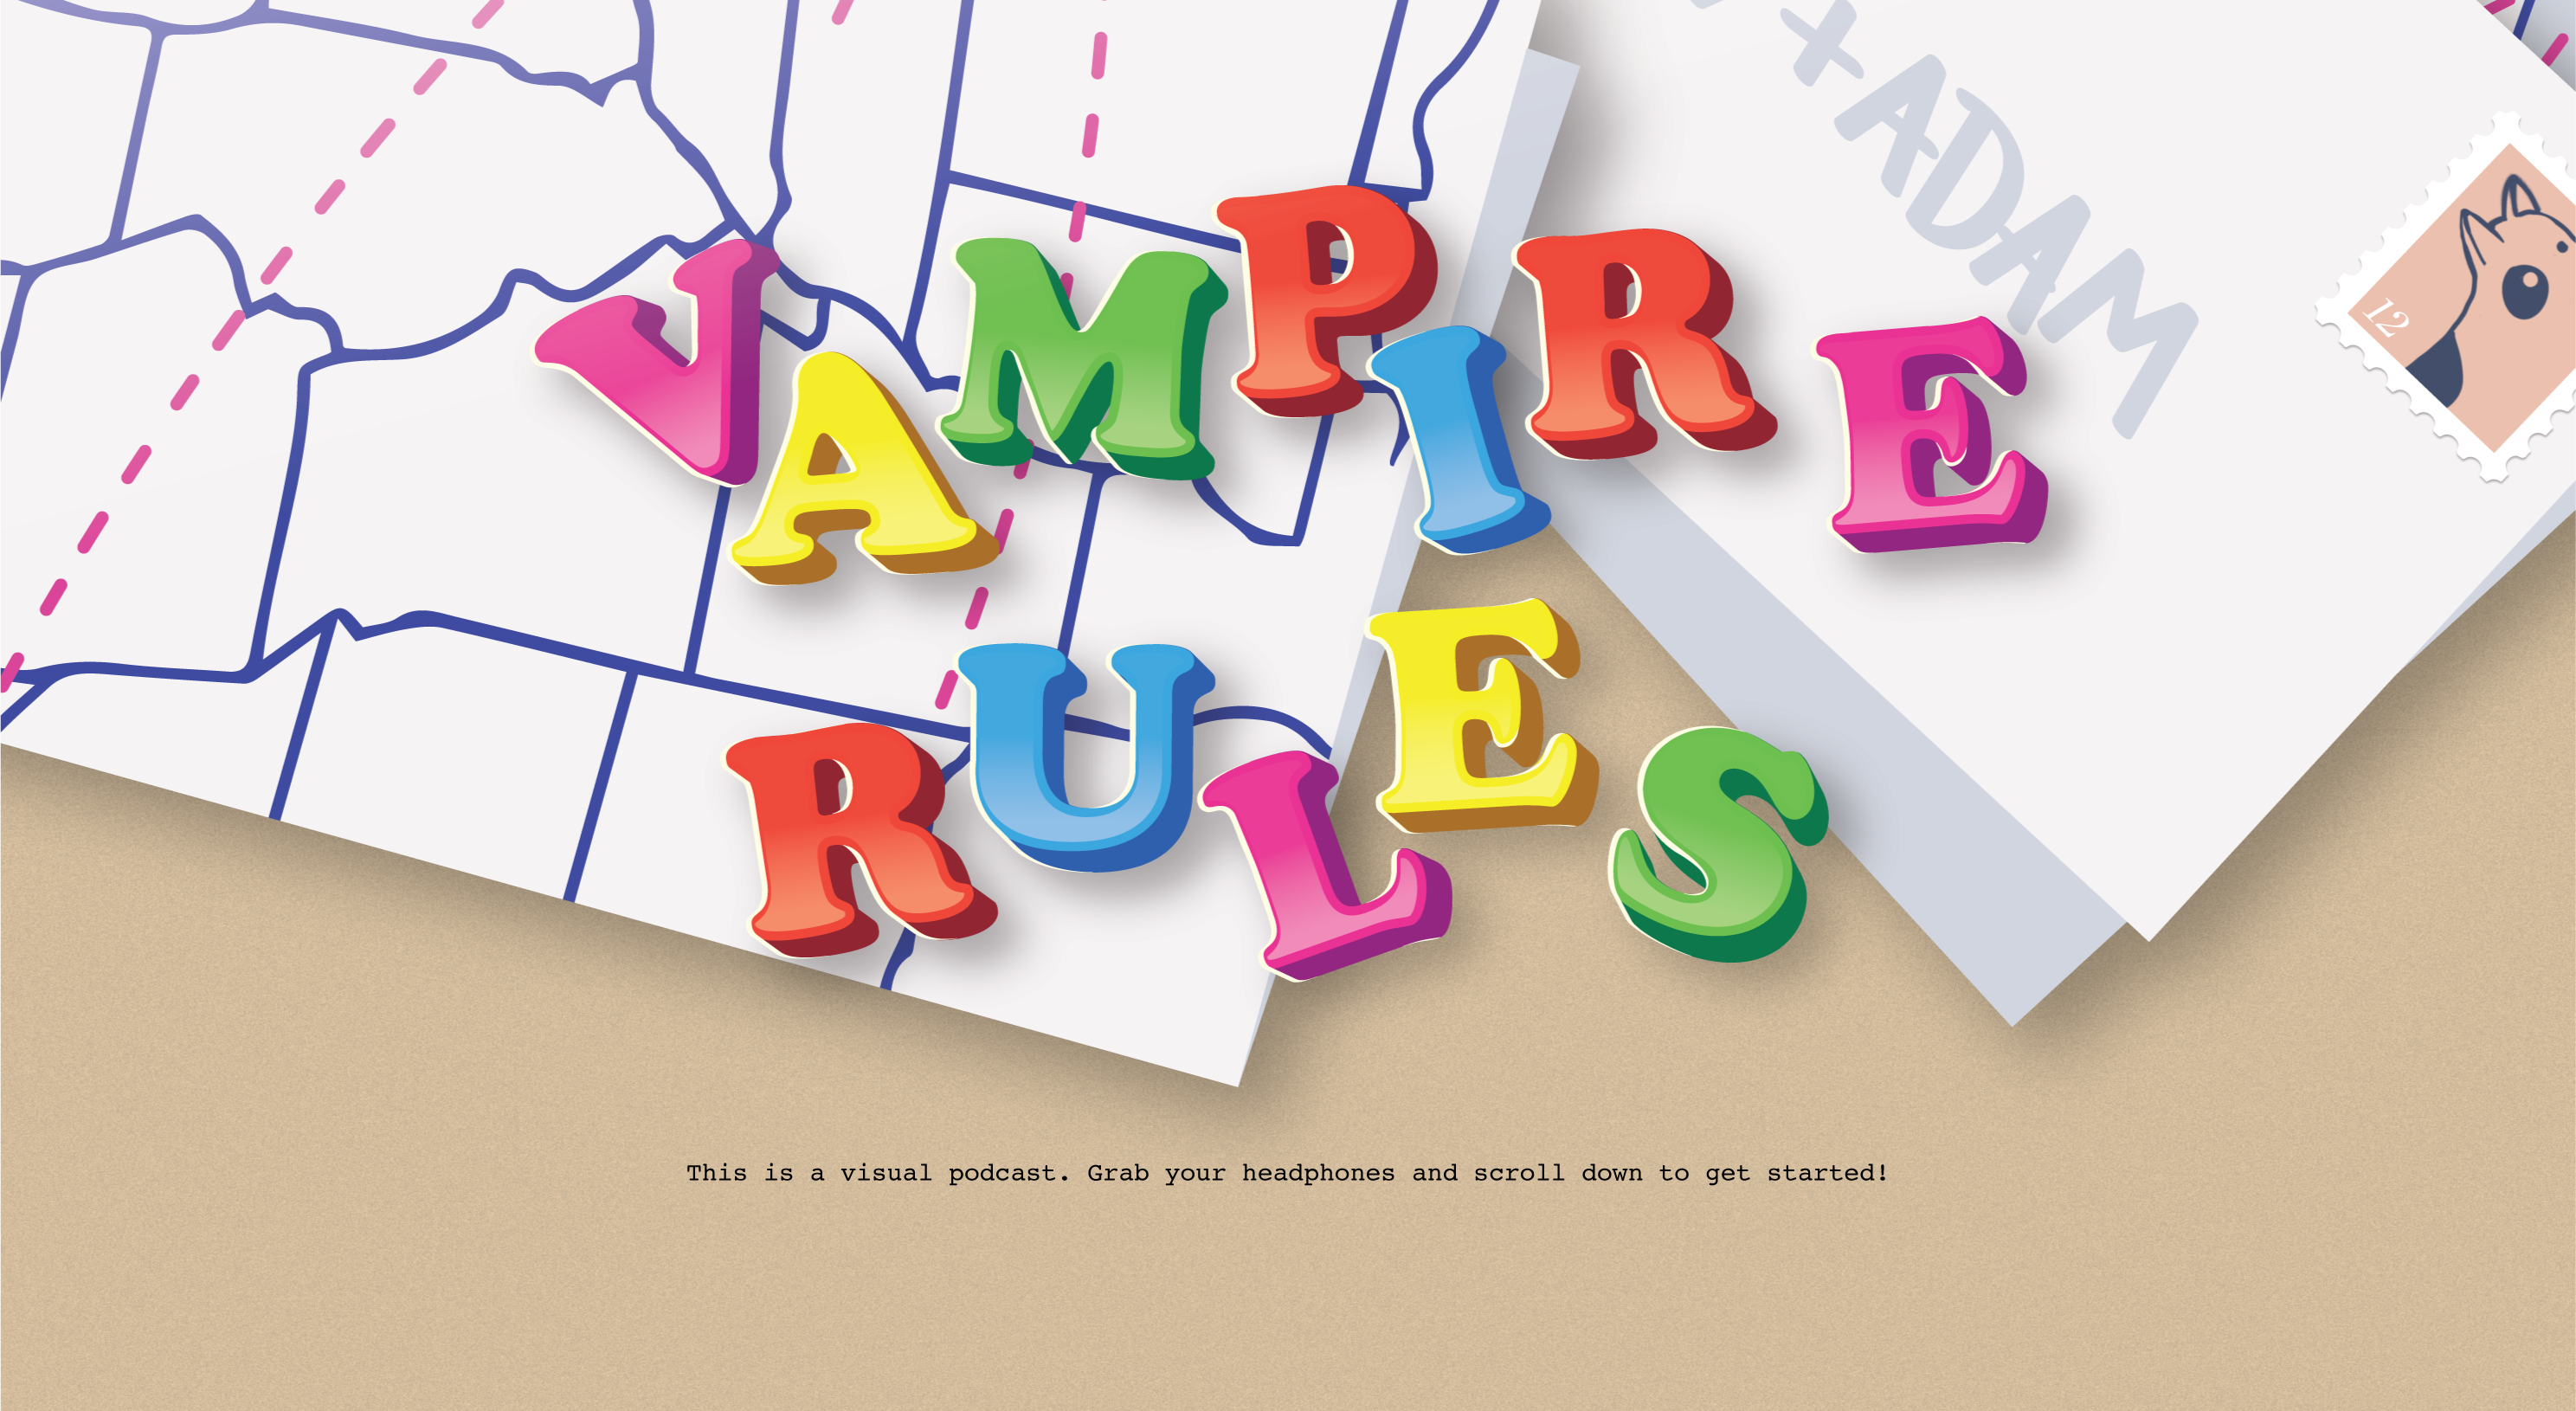 + ADAM
12
VAMPIRE
RULES
This is a visual podcast. Grab your headphones and scroll down to get started!